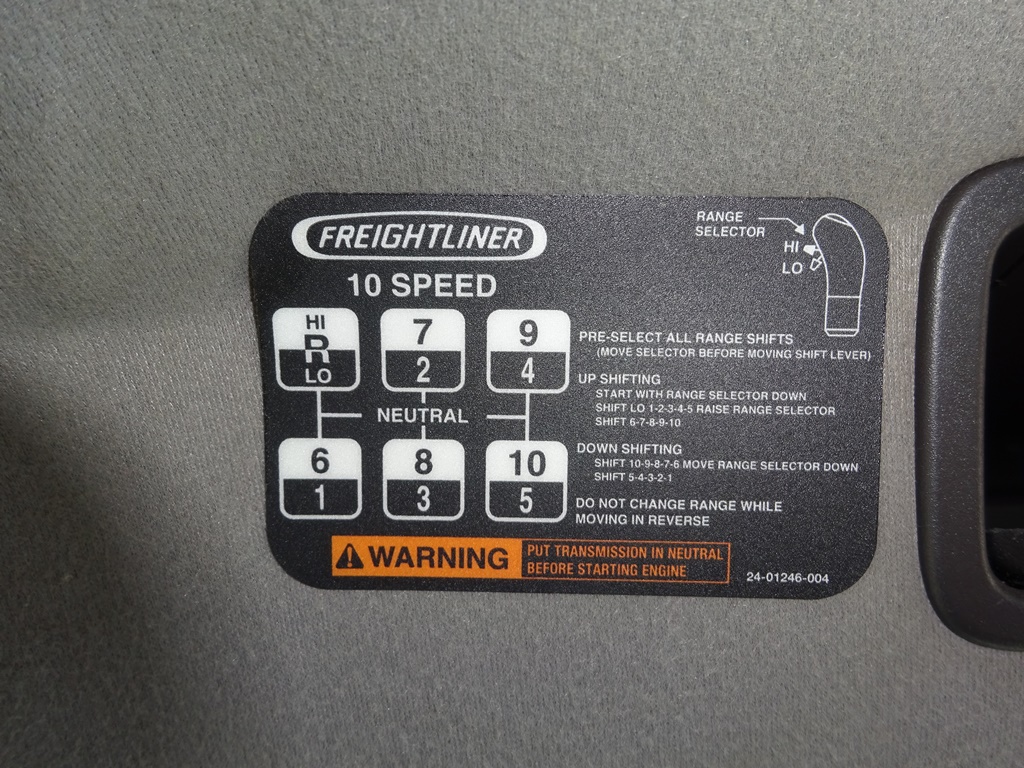 FREIGHTLINER
10 SPEED
RANGE
SELECTOR
HI
LO
HI
R
LO
7
2
9
4
NEUTRAL
6
1
8
3
10
5
PRE-SELECT ALL RANGE SHIFTS
(MOVE SELECTOR BEFORE MOVING SHIFT LEVER)
UP SHIFTING
START WITH RANGE SELECTOR DOWN
SHIFT LO 1-2-3-4-5 RAISE RANGE SELECTOR
SHIFT 6-7-8-9-10
DOWN SHIFTING
SHIFT 10-9-8-7-6 MOVE RANGE SELECTOR DOWN
SHIFT 5-4-3-2-1
DO NOT CHANGE RANGE WHILE
MOVING IN REVERSE
WARNING
PUT TRANSMISSION IN NEUTRAL
BEFORE STARTING ENGINE
24-01246-004